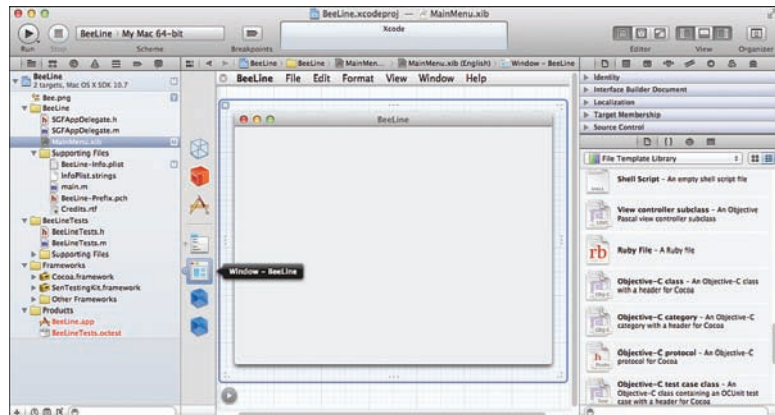 BeeLine.xcodeproj — MainMenu.xib
Run
Stop
BeeLine My Mac 64-bit
Scheme
Breakpoints
Xcode
Editor
View
Organizer
BeeLine
BeeLine
MainMen...
MainMenu.xib (English)
Window - BeeLine
BeeLine
2 targets, Mac OS X SDK 10.7
Bee.png
BeeLine
SGFAppDelegate.h
SGFAppDelegate.m
MainMenu.xib
Supporting Files
BeeLine-Info.plist
InfoPlist.strings
main.m
BeeLine-Prefix.pch
Credits.rtf
BeeLineTests
BeeLineTests.h
BeeLineTests.m
Supporting Files
Frameworks
Cocoa.framework
SenTestingKit.framework
Other Frameworks
Products
BeeLine.app
BeeLineTests.octest
BeeLine File Edit Format View Window Help
BeeLine
Window - BeeLine
Identity
Interface Builder Document
Localization
Target Membership
Source Control
File Template Library
Shell Script - An empty shell script file
View controller subclass - An Objective
Pascal view controller subclass
rb
Ruby File - A Ruby file
Objective-C class - An Objective-C class
with a header for Cocoa
Objective-C category - An Objective-C
category with a header for Cocoa
Objective-C protocol - An Objective-C
protocol for Cocoa
Objective-C test case class - An
Objective-C class containing an OCUnit test
case with a header for Cocoa